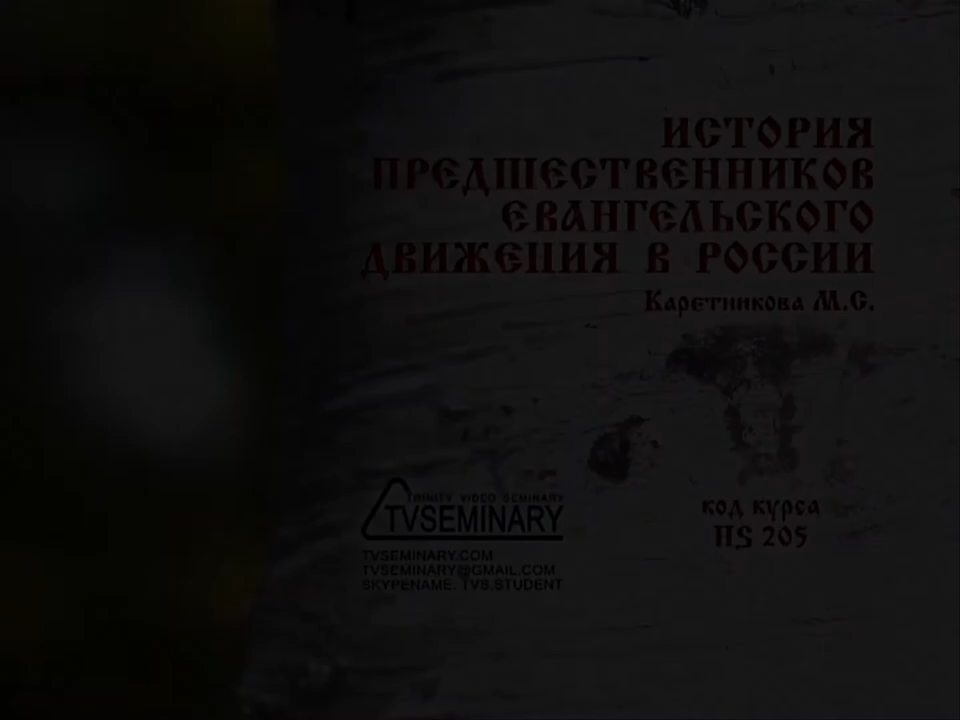 ИСТОРИЯ
ПРЕДШЕСТВЕННИКОВ
ЕВАНГЕЛЬСКОГО
ДВИЖЕНИЯ В РОССИИ
Каретникова М.С.
TRINITY VIDEO SEMINARY
TVSEMINARY
TVSEMINARY.COM
TVSEMINARY@GMAIL.COM
SKYPENAME: TVS.STUDENT
код курса
HS 205